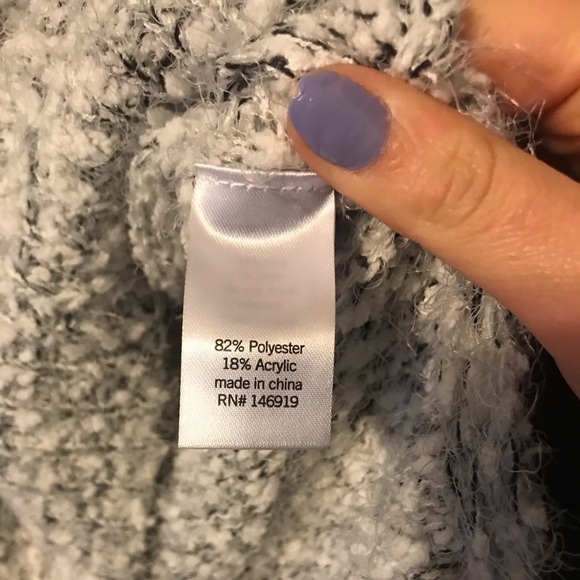 82% Polyester
18% Acrylic
made in china
RN# 146919